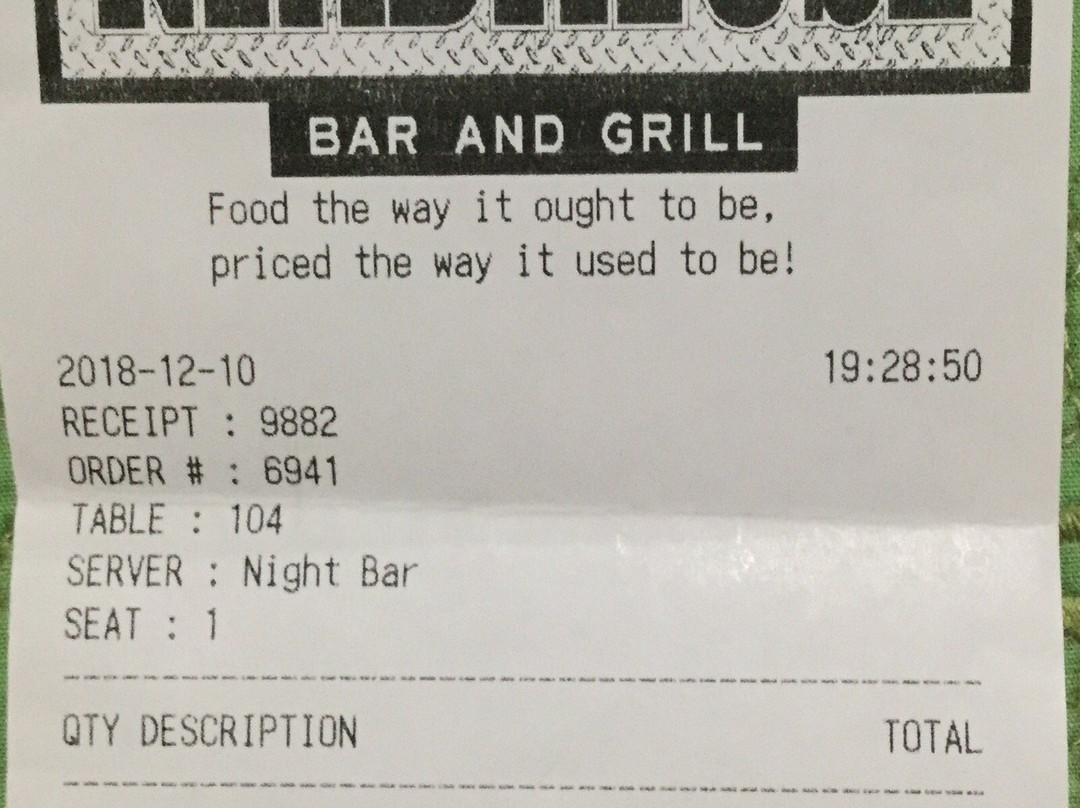 BAR AND GRILL
Food the way it ought to be,
priced the way it used to be!
2018-12-10 19:28:50
RECEIPT : 9882
ORDER # : 6941
TABLE : 104
SERVER : Night Bar
SEAT : 1
QTY DESCRIPTION TOTAL